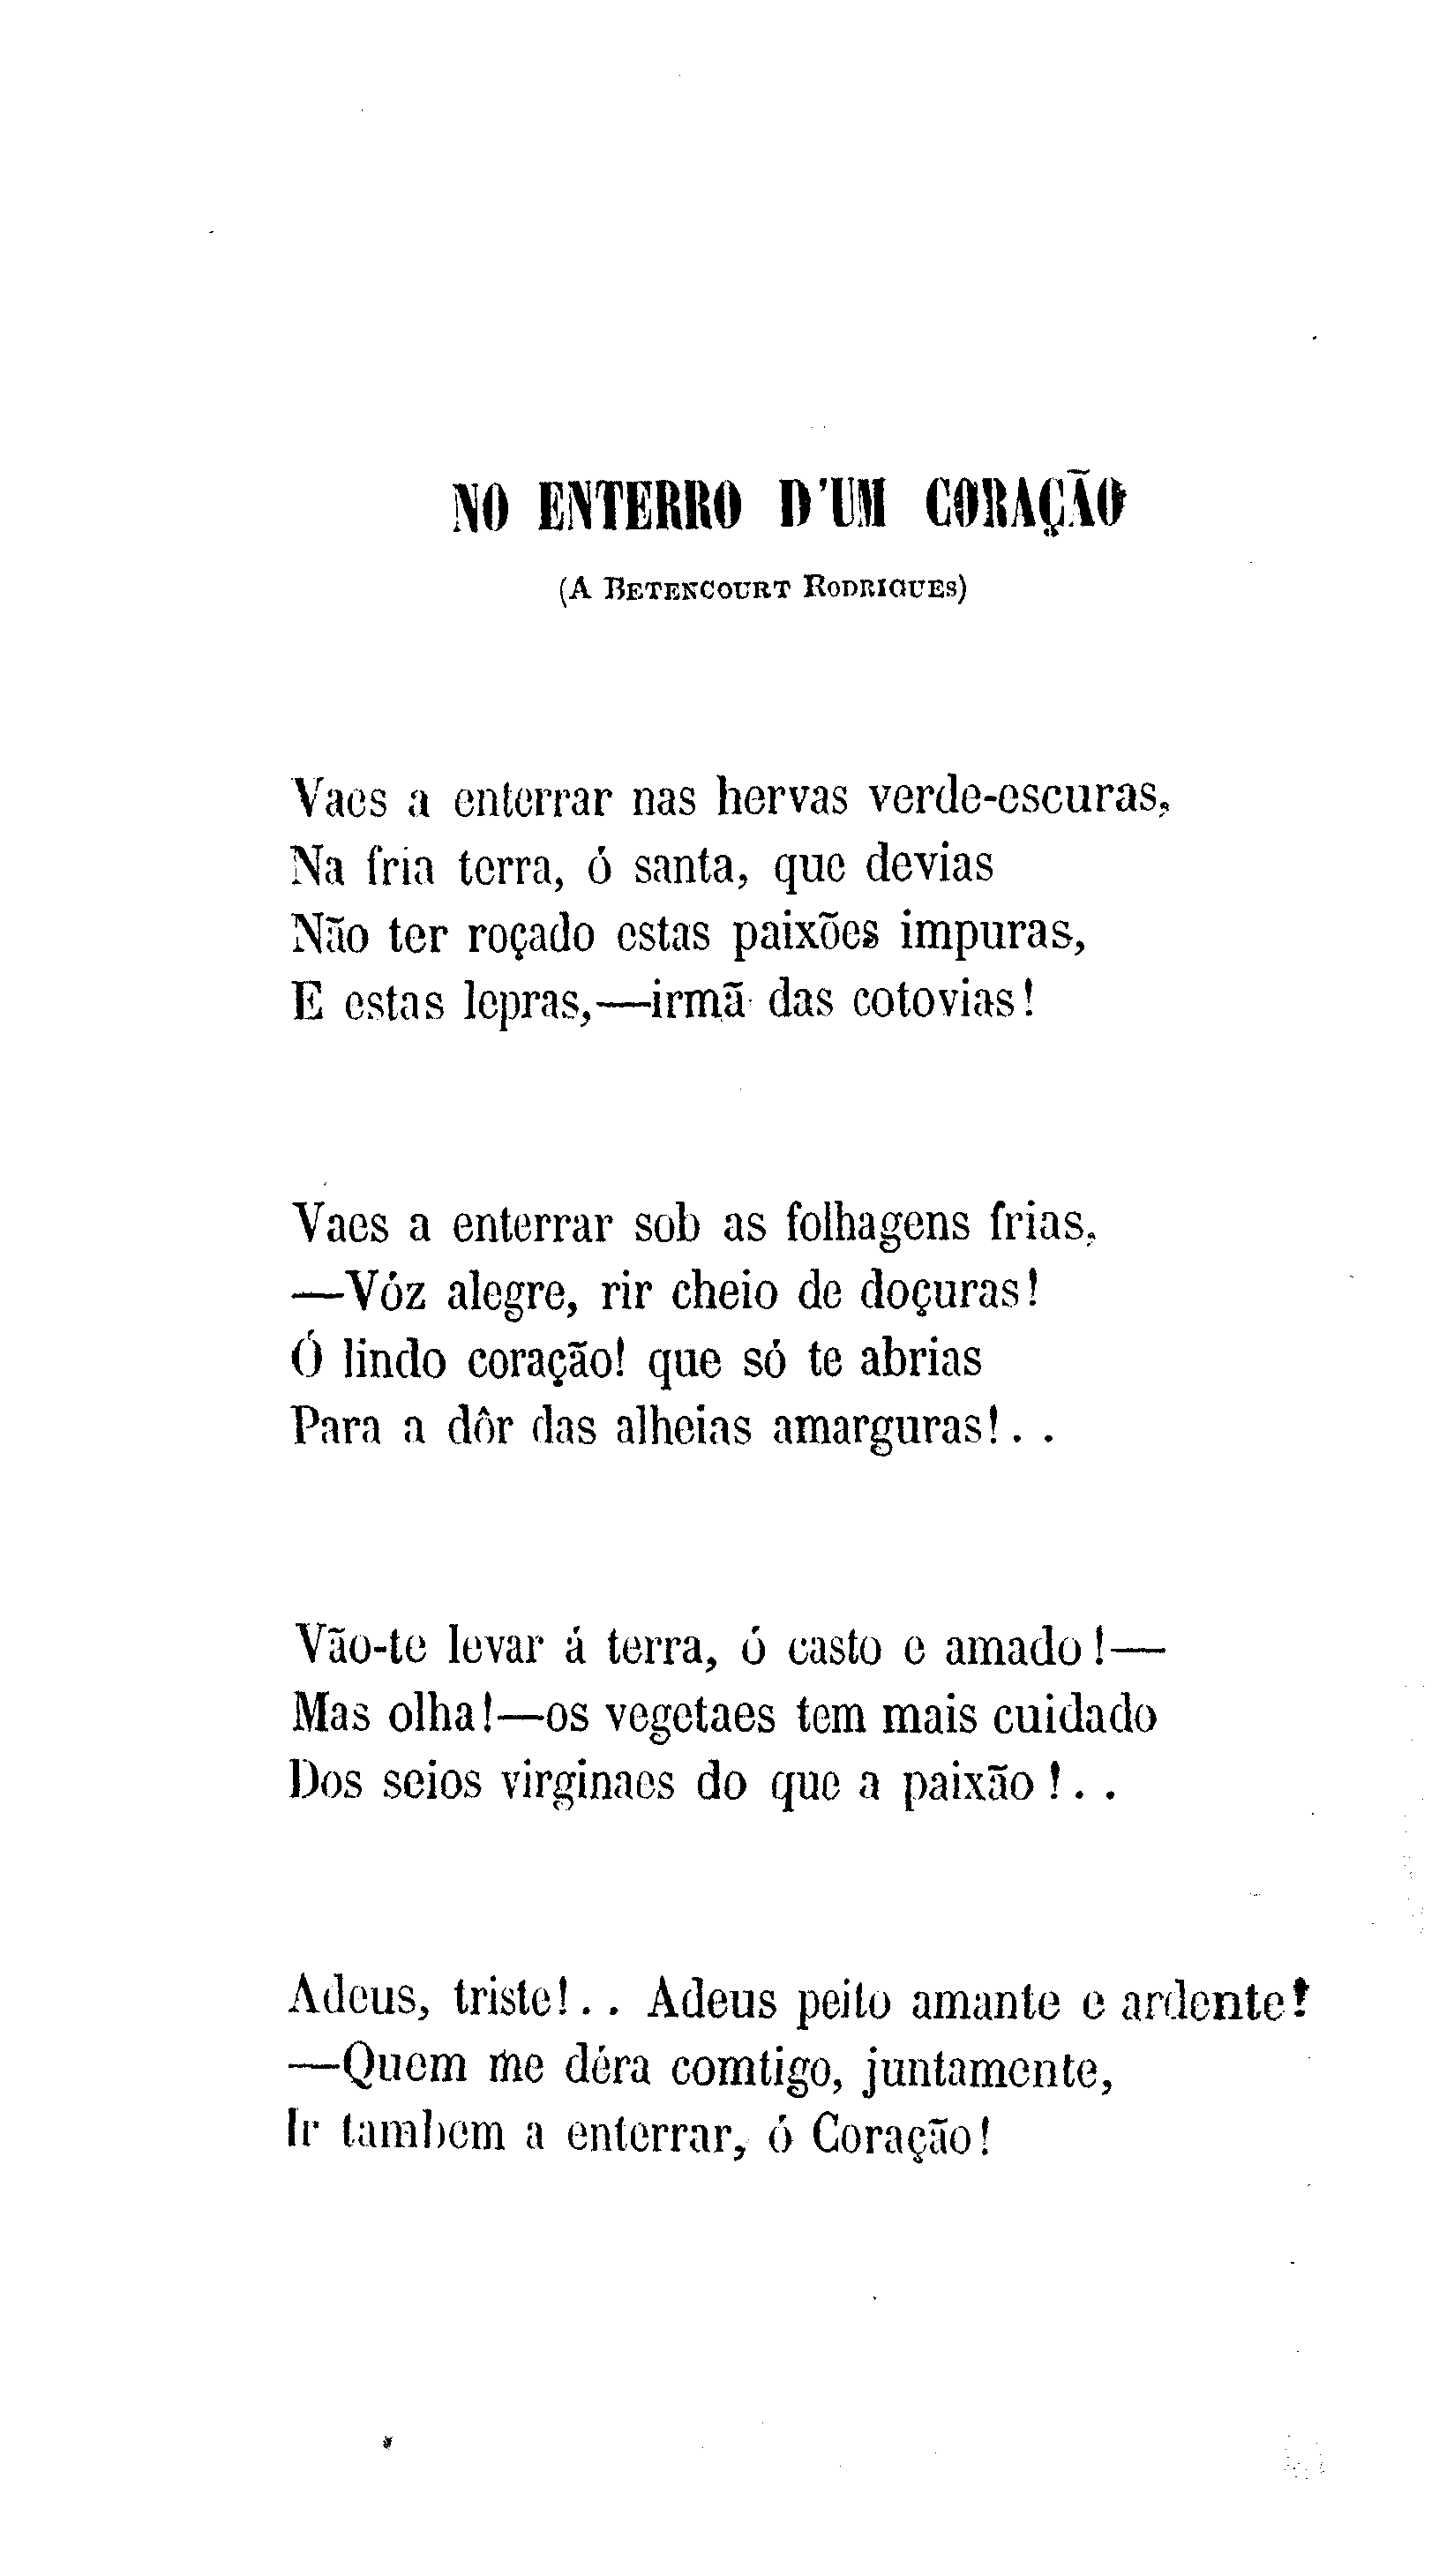 NO ENTERRO D'UM CORAÇÃO
(A BETENCOURT RODRIGUES)
Vaes a enterrar nas hervas verde-escuras,
Na fria terra, ó santa, que devias
Não ter roçado estas paixões impuras,
E estas lepras,—irmã das cotovias!
Vaes a enterrar sob as folhagens frias,
—Vóz alegre, rir cheio de doçuras!
Ó lindo coração! que só te abrias
Para a dôr das alheias amarguras!. .
Vão-te levar á terra, ó casto e amado!—
Mas olha!—os vegetaes tem mais cuidado
Dos seios virginaes do que a paixão!. .
Adeus, triste!. . Adeus peito amante e ardente!
—Quem me déra comtigo, juntamente,
Ir tambem a enterrar, ó Coração!